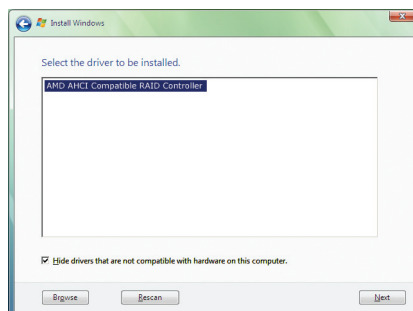 Install Windows
Select the driver to be installed.
AMD AHCI Compatible RAID Controller
Hide drivers that are not compatible with hardware on this computer.
Browse
Rescan
Next